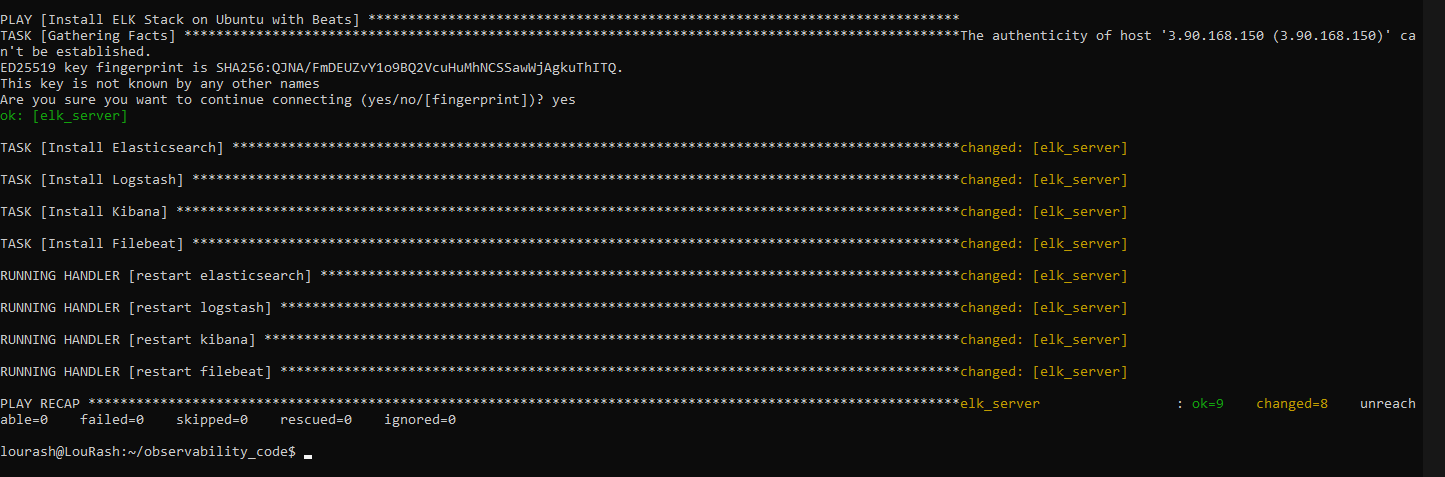 PLAY [Install ELK Stack on Ubuntu with Beats] **************************************************************************
TASK [Gathering Facts] *************************************************************************************************The authenticity of host '3.90.168.150 (3.90.168.150)' ca
n't be established.
ED25519 key fingerprint is SHA256:QJNA/FmDEUZvY1o9BQ2VcuHuMhNCSSawWjAgkuThITQ.
This key is not known by any other names
Are you sure you want to continue connecting (yes/no/[fingerprint])? yes
ok: [elk_server]
TASK [Install Elasticsearch] *******************************************************************************************changed: [elk_server]
TASK [Install Logstash] ************************************************************************************************changed: [elk_server]
TASK [Install Kibana] **************************************************************************************************changed: [elk_server]
TASK [Install Filebeat] ************************************************************************************************changed: [elk_server]
RUNNING HANDLER [restart elasticsearch] ********************************************************************************changed: [elk_server]
RUNNING HANDLER [restart logstash] *************************************************************************************changed: [elk_server]
RUNNING HANDLER [restart kibana] ***************************************************************************************changed: [elk_server]
RUNNING HANDLER [restart filebeat] *************************************************************************************changed: [elk_server]
PLAY RECAP *************************************************************************************************************elk_server                 : ok=9    changed=8    unreach
able=0    failed=0    skipped=0    rescued=0    ignored=0
lourash@LouRash:~/observability_code$